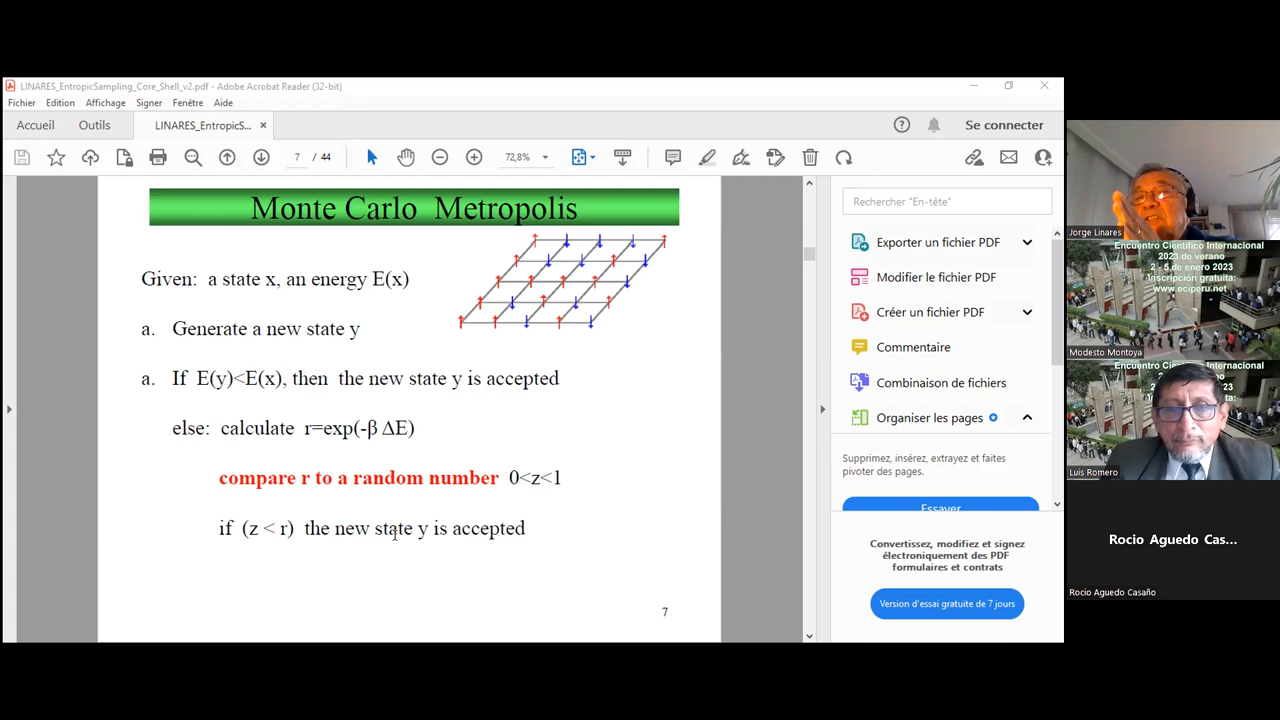 LINARES_EntropicSampling_Core_Shell_v2.pdf - Adobe Acrobat Reader (32-bit)
Fichier Edition Affichage Signer Fenêtre Aide
Accueil Outils LINARES_EntropicS... × Se connecter
7 / 44 72,8%
Monte Carlo Metropolis
Given: a state x, an energy E(x)
a. Generate a new state y
a. If E(y)<E(x), then the new state y is accepted
else: calculate r=exp(-β ΔE)
compare r to a random number 0<z<1
if (z < r) the new state y is accepted
7
Rechercher "En-tête"
Exporter un fichier PDF
Modifier le fichier PDF
Créer un fichier PDF
Commentaire
Combinaison de fichiers
Organiser les pages
Supprimez, insérez, extrayez et faites
pivoter des pages.
Essayer
Convertissez, modifiez et signez
électroniquement des PDF
formulaires et contrats
Version d'essai gratuite de 7 jours
Jorge Linares
Encuentro Científico Internacional
2023 de verano
2 - 5 de enero 2023
Inscripción gratuita:
www.eciperu.net
Modesto Montoya
Encuentro Científico Internacional
Luis Romero
Rocio Aguedo Cas...
Rocio Aguedo Casaño